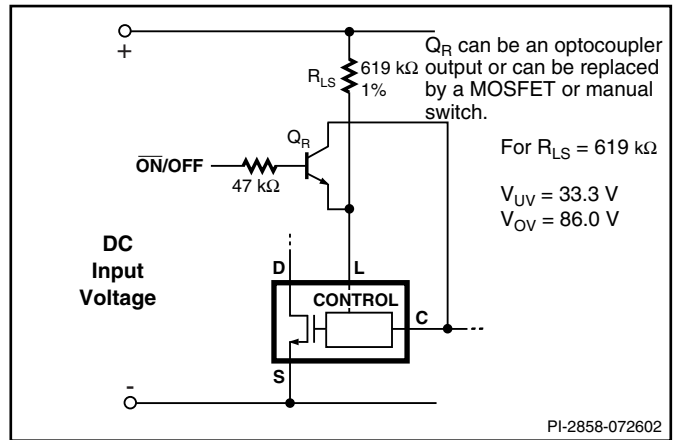 +
R_LS
619 kΩ
1%
Q_R can be an optocoupler
output or can be replaced
by a MOSFET or manual
switch.
For R_LS = 619 kΩ
V_UV = 33.3 V
V_OV = 86.0 V
Q_R
O̅N̅/OFF
47 kΩ
DC
Input
Voltage
D
L
CONTROL
C
S
-
PI-2858-072602